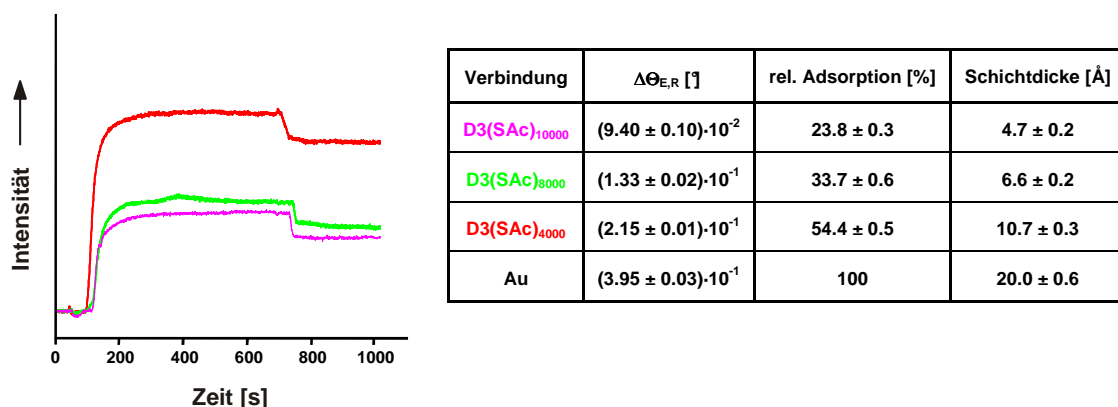 Intensität
0 200 400 600 800 1000
Zeit [s]
Verbindung ΔΘE,R [°] rel. Adsorption [%] Schichtdicke [Å]
D3(SAc)10000 (9.40 ± 0.10)·10-2 23.8 ± 0.3 4.7 ± 0.2
D3(SAc)8000 (1.33 ± 0.02)·10-1 33.7 ± 0.6 6.6 ± 0.2
D3(SAc)4000 (2.15 ± 0.01)·10-1 54.4 ± 0.5 10.7 ± 0.3
Au (3.95 ± 0.03)·10-1 100 20.0 ± 0.6